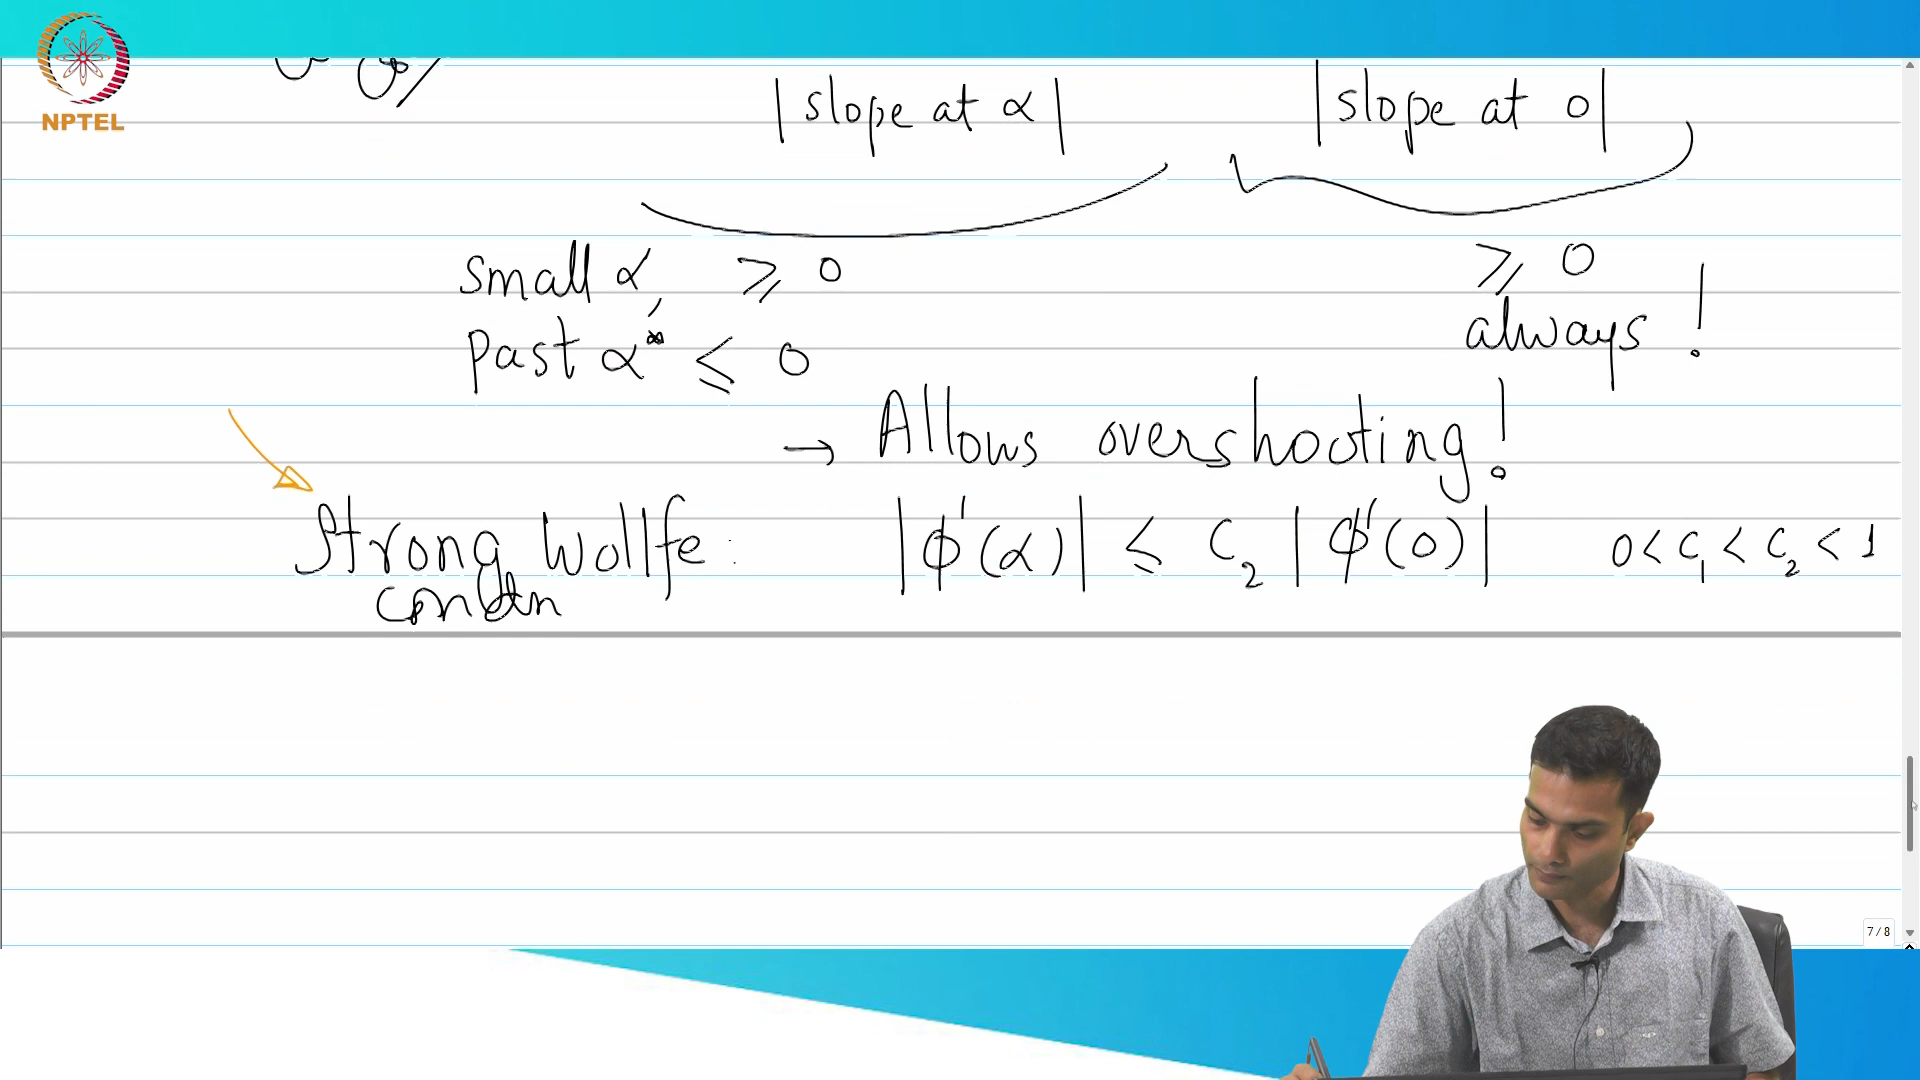 NPTEL
|slope at α| |slope at 0|
small α, ⩾ 0 ⩾ 0
past α* ≤ 0 always!
→ Allows overshooting!
Strong Wolfe: |φ'(α)| ≤ C₂ |φ'(0)| 0 < C₁ < C₂ < 1
condn
7 / 8